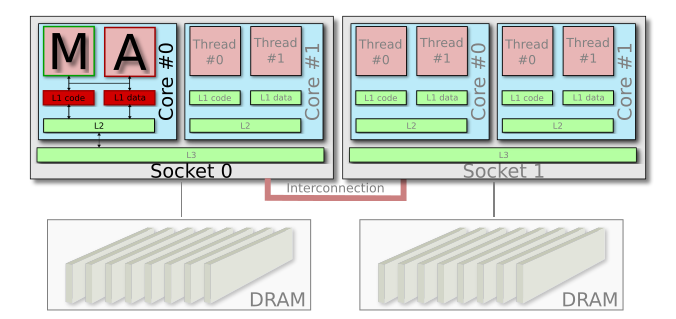 M
A
Core #0
L1 code
L1 data
L2
Thread
#0
Thread
#1
Core #1
L1 code
L1 data
L2
L3
Socket 0
Thread
#0
Thread
#1
Core #0
L1 code
L1 data
L2
Thread
#0
Thread
#1
Core #1
L1 code
L1 data
L2
L3
Socket 1
Interconnection
DRAM
DRAM